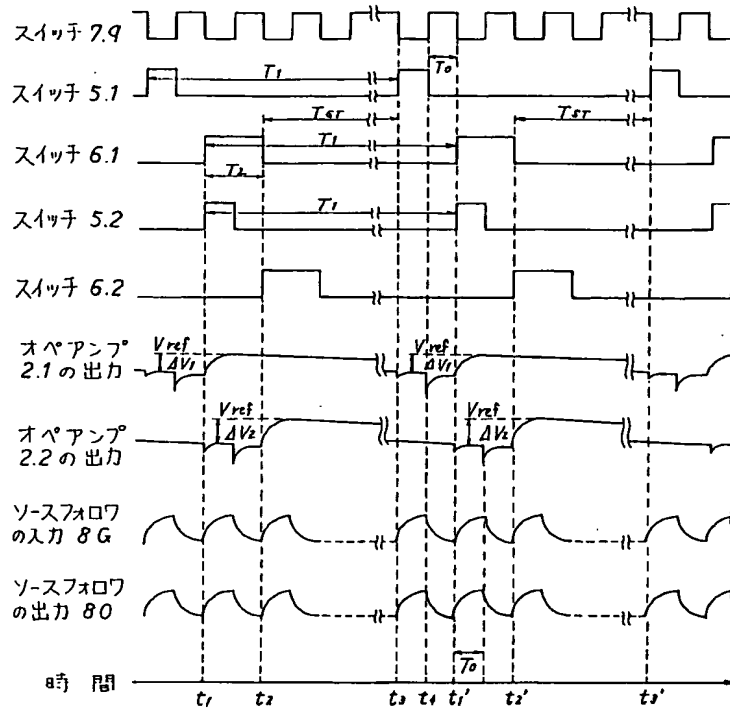 スイッチ 7.9
T0
スイッチ 5.1
T1
TST
TST
スイッチ 6.1
T1
T2
スイッチ 5.2
T1
スイッチ 6.2
オペアンプ
2.1 の出力
Vref
ΔV1
Vref
ΔV1
オペアンプ
2.2 の出力
Vref
ΔV2
Vref
ΔV2
ソースフォロワ
の入力 8G
ソースフォロワ
の出力 80
T0
時間
t1 t2 t3 t4 t1' t2' t3'